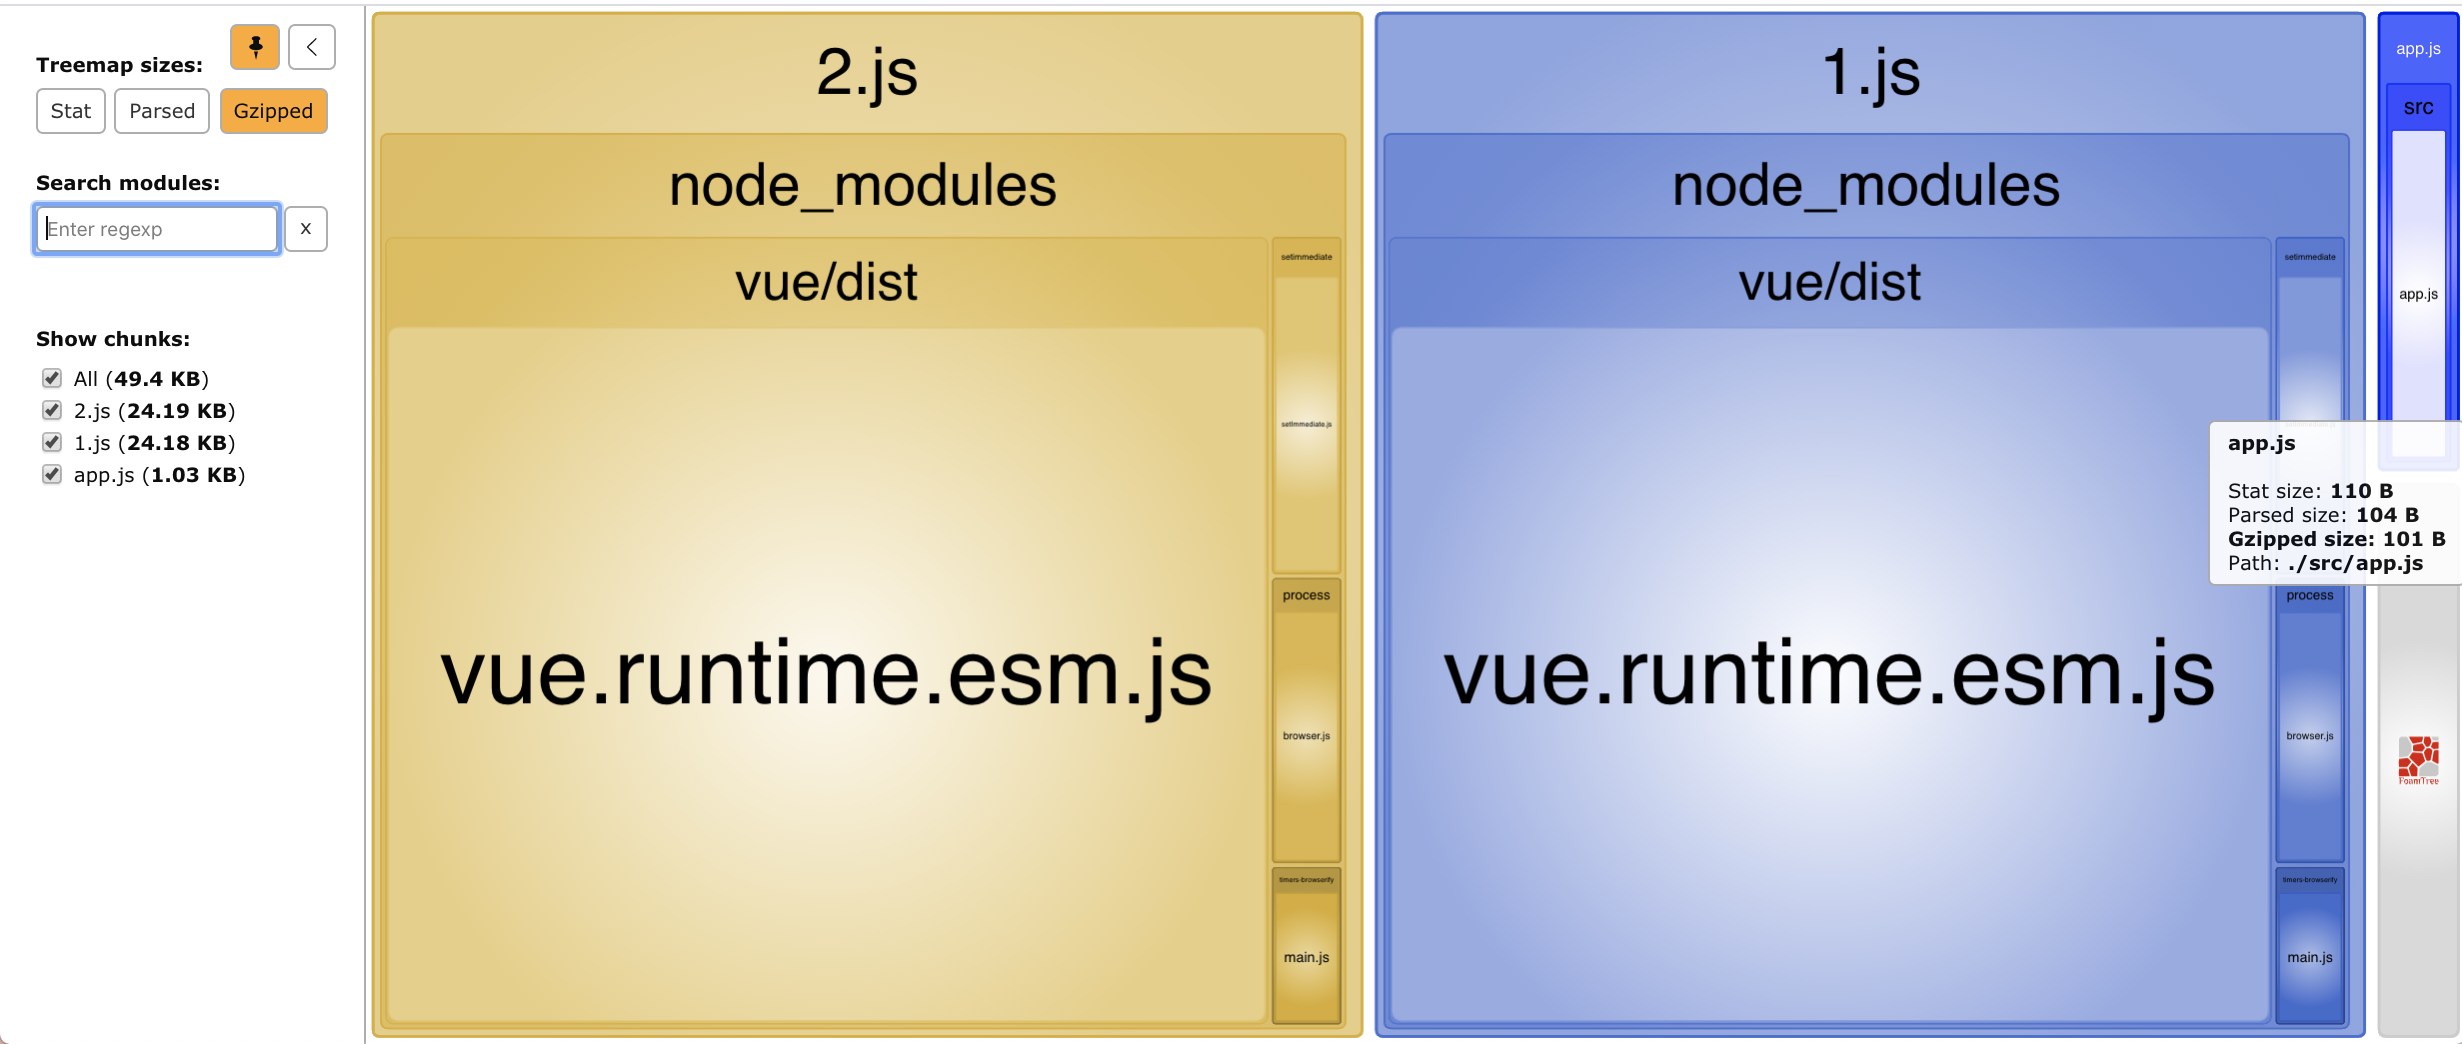 Treemap sizes:
<
Stat
Parsed
Gzipped
Search modules:
Enter regexp
x
Show chunks:
All (49.4 KB)
2.js (24.19 KB)
1.js (24.18 KB)
app.js (1.03 KB)
2.js
node_modules
vue/dist
vue.runtime.esm.js
setimmediate
setimmediate.js
process
browser.js
timers-browserify
main.js
1.js
node_modules
vue/dist
vue.runtime.esm.js
setimmediate
process
browser.js
timers-browserify
main.js
app.js
src
app.js
app.js
Stat size: 110 B
Parsed size: 104 B
Gzipped size: 101 B
Path: ./src/app.js
FoamTree